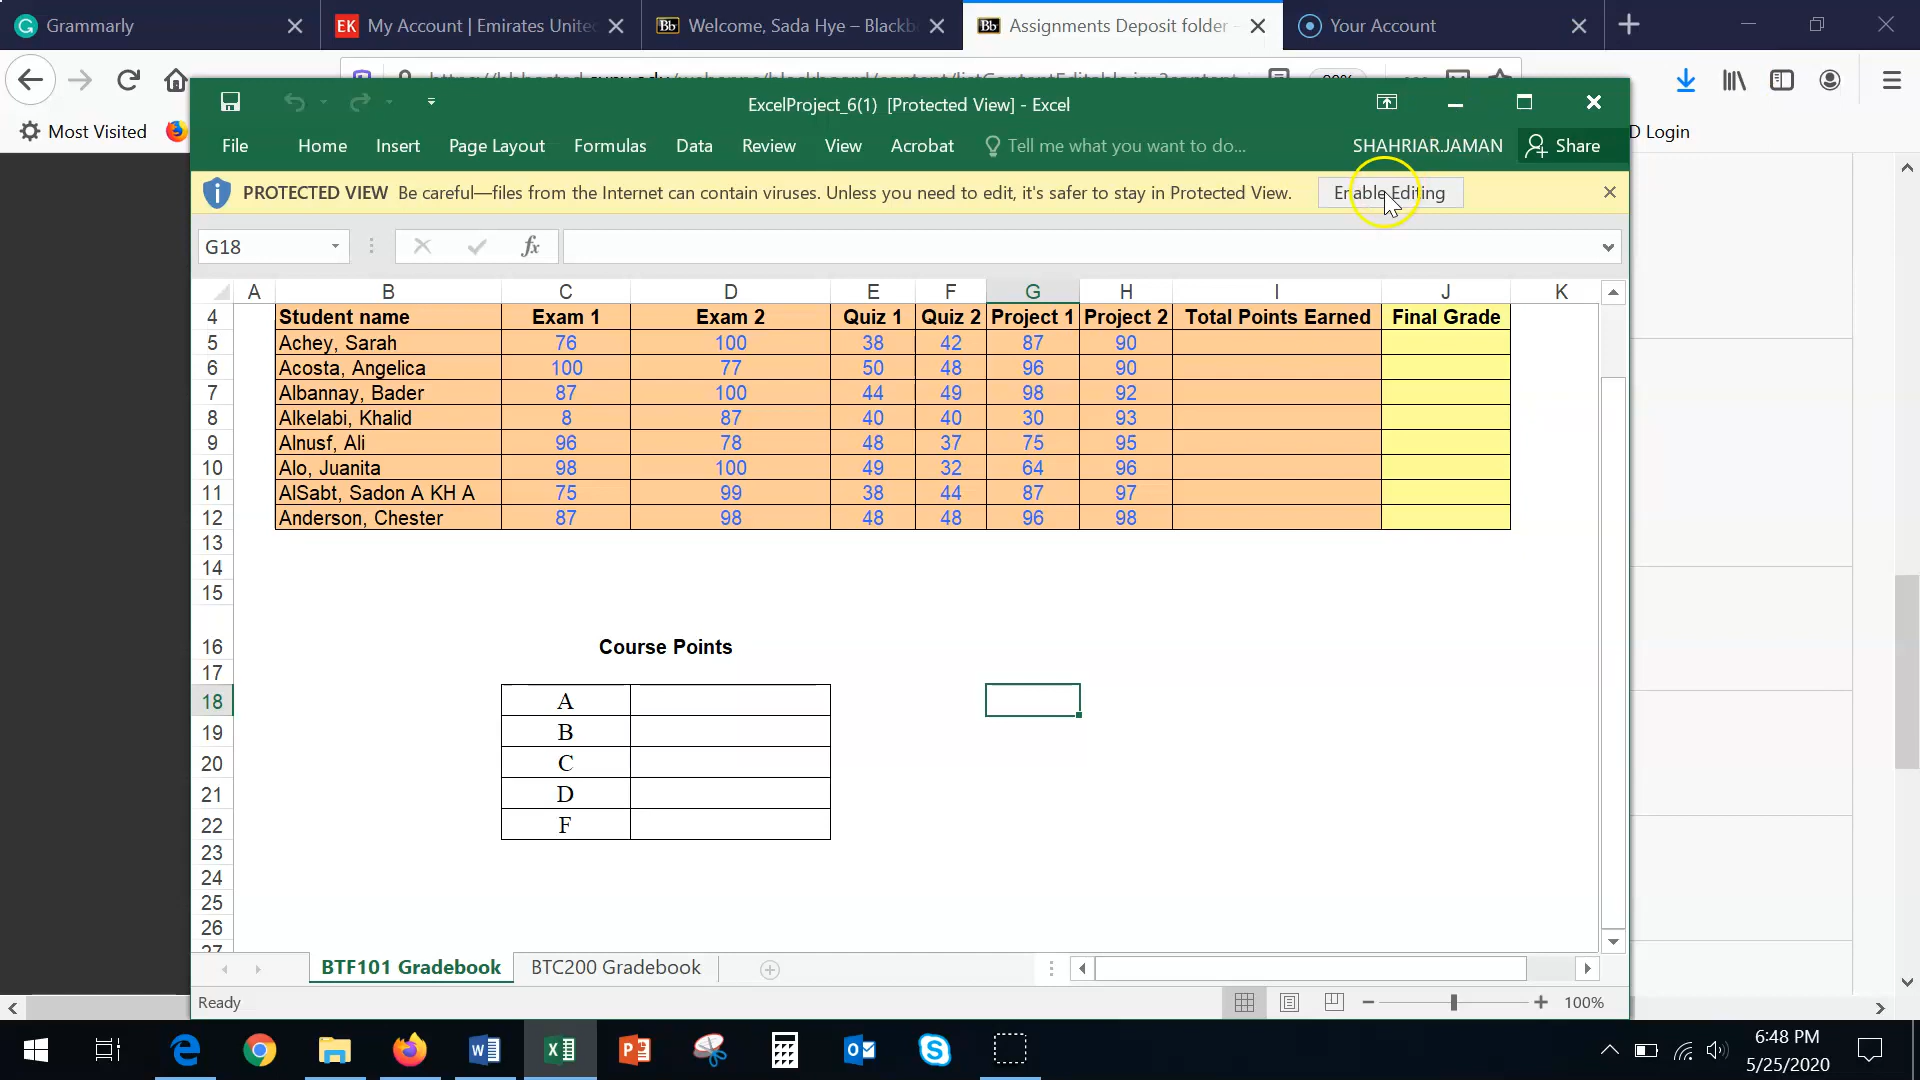 Grammarly
EK My Account | Emirates Unite
Bb Welcome, Sada Hye – Blackb
Bb Assignments Deposit folder -
Your Account
Most Visited
D Login
ExcelProject_6(1) [Protected View] - Excel
File Home Insert Page Layout Formulas Data Review View Acrobat Tell me what you want to do... SHAHRIAR.JAMAN Share
PROTECTED VIEW Be careful—files from the Internet can contain viruses. Unless you need to edit, it's safer to stay in Protected View. Enable Editing
G18 fx
A B C D E F G H I J K
4 Student name Exam 1 Exam 2 Quiz 1 Quiz 2 Project 1 Project 2 Total Points Earned Final Grade
5 Achey, Sarah 76 100 38 42 87 90
6 Acosta, Angelica 100 77 50 48 96 90
7 Albannay, Bader 87 100 44 49 98 92
8 Alkelabi, Khalid 8 87 40 40 30 93
9 Alnusf, Ali 96 78 48 37 75 95
10 Alo, Juanita 98 100 49 32 64 96
11 AlSabt, Sadon A KH A 75 99 38 44 87 97
12 Anderson, Chester 87 98 48 48 96 98
13
14
15
16 Course Points
17
18 A
19 B
20 C
21 D
22 F
23
24
25
26
27
BTF101 Gradebook BTC200 Gradebook
Ready 100%
6:48 PM
5/25/2020